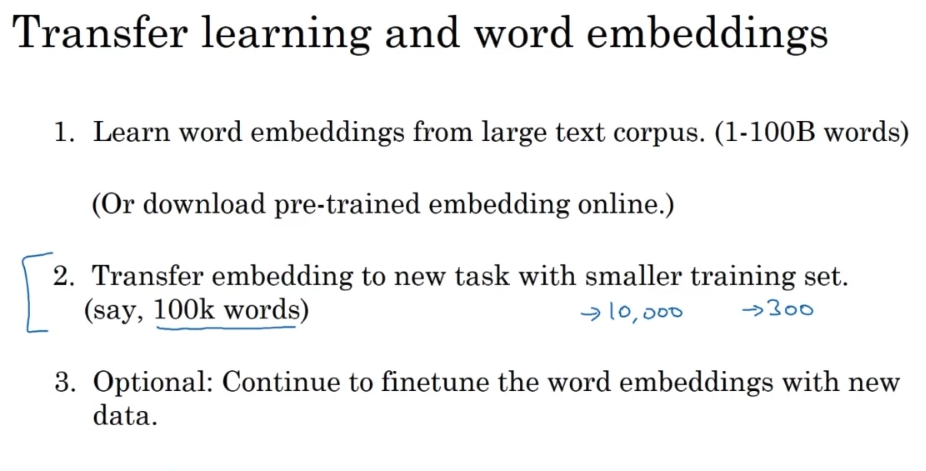 Transfer learning and word embeddings
1. Learn word embeddings from large text corpus. (1-100B words)
(Or download pre-trained embedding online.)
2. Transfer embedding to new task with smaller training set.
(say, 100k words) →10,000 →300
3. Optional: Continue to finetune the word embeddings with new
data.